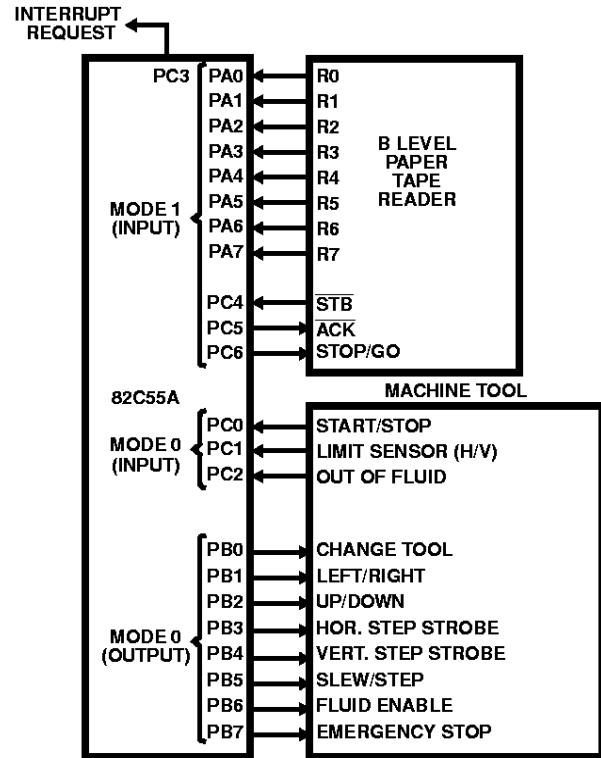 INTERRUPT
REQUEST
PC3 PA0 R0
PA1 R1
PA2 R2
PA3 R3
PA4 R4
PA5 R5
PA6 R6
PA7 R7
MODE 1
(INPUT)
B LEVEL
PAPER
TAPE
READER
PC4 STB
PC5 ACK
PC6 STOP/GO
MACHINE TOOL
82C55A
PC0 START/STOP
PC1 LIMIT SENSOR (H/V)
PC2 OUT OF FLUID
MODE 0
(INPUT)
PB0 CHANGE TOOL
PB1 LEFT/RIGHT
PB2 UP/DOWN
PB3 HOR. STEP STROBE
PB4 VERT. STEP STROBE
PB5 SLEW/STEP
PB6 FLUID ENABLE
PB7 EMERGENCY STOP
MODE 0
(OUTPUT)